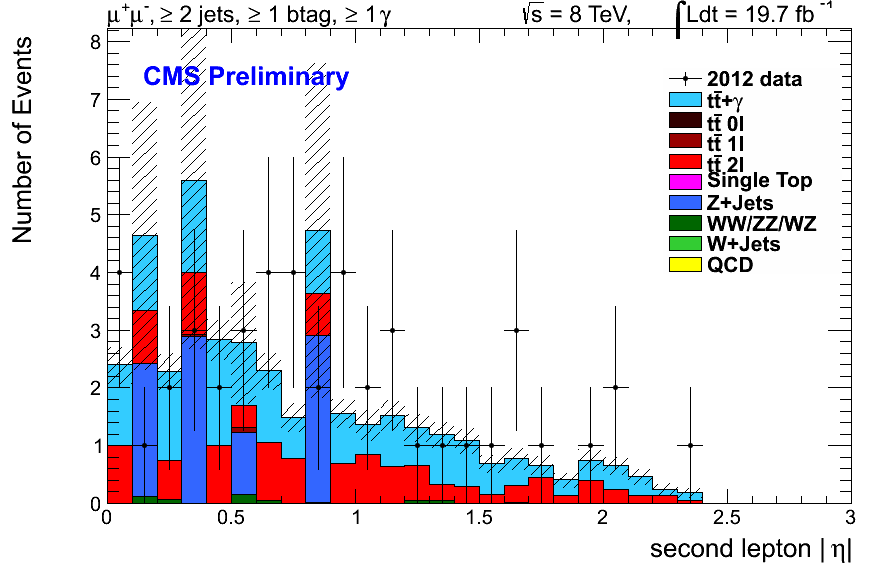 μ⁺μ⁻, ≥ 2 jets, ≥ 1 btag, ≥ 1 γ √s = 8 TeV, ∫Ldt = 19.7 fb⁻¹
CMS Preliminary
Number of Events
8
7
6
5
4
3
2
1
0
2012 data
tt̄+γ
tt̄ 0l
tt̄ 1l
tt̄ 2l
Single Top
Z+Jets
WW/ZZ/WZ
W+Jets
QCD
0 0.5 1 1.5 2 2.5 3
second lepton |η|